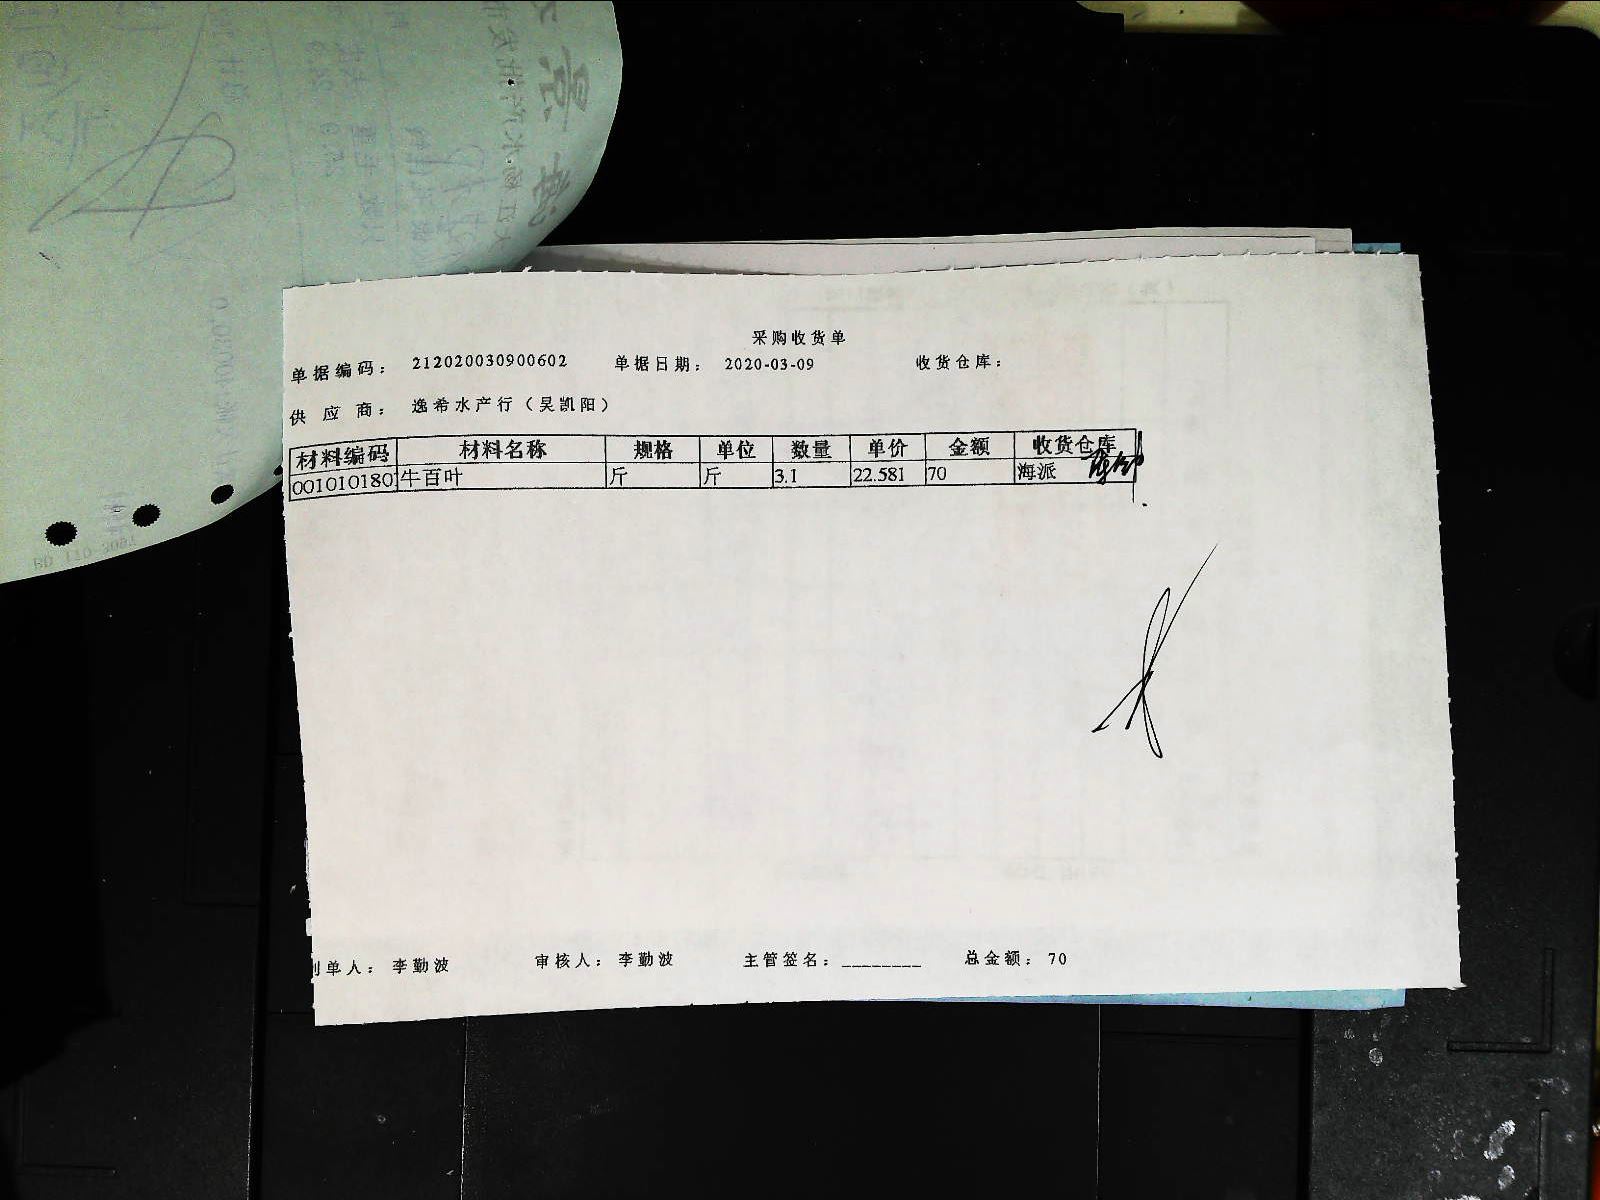 采购收货单
单据编码： 212020030900602 单据日期： 2020-03-09 收货仓库：
供 应 商： 逸希水产行（吴凯阳）
材料编码 材料名称 规格 单位 数量 单价 金额 收货仓库
001010180 牛百叶 斤 斤 3.1 22.581 70 海派
单人： 李勤波 审核人： 李勤波 主管签名：________ 总金额： 70